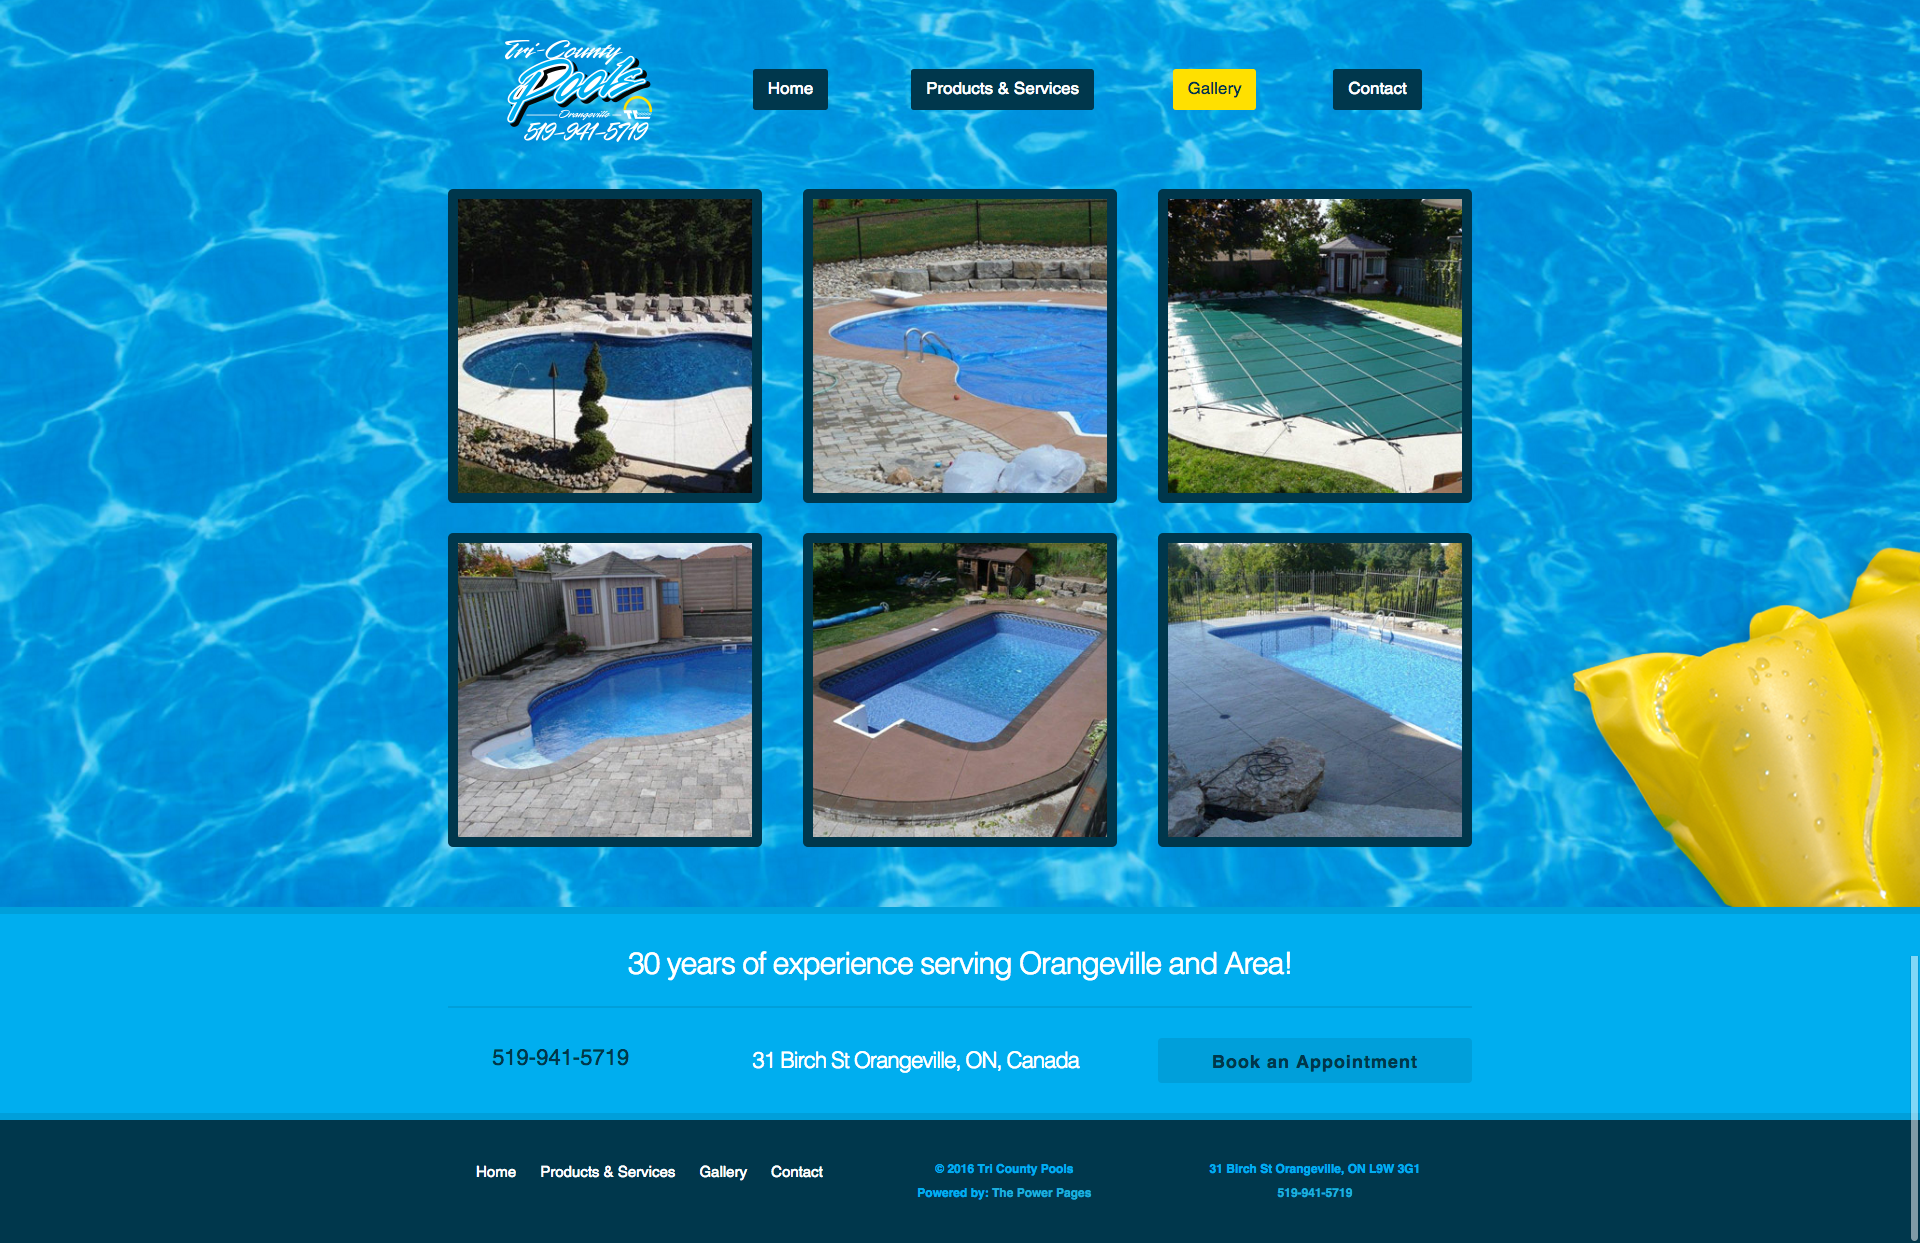 Tri-County
Pools
Orangeville
519-941-5719
Home
Products & Services
Gallery
Contact
30 years of experience serving Orangeville and Area!
519-941-5719
31 Birch St Orangeville, ON, Canada
Book an Appointment
Home
Products & Services
Gallery
Contact
© 2016 Tri County Pools
Powered by: The Power Pages
31 Birch St Orangeville, ON L9W 3G1
519-941-5719